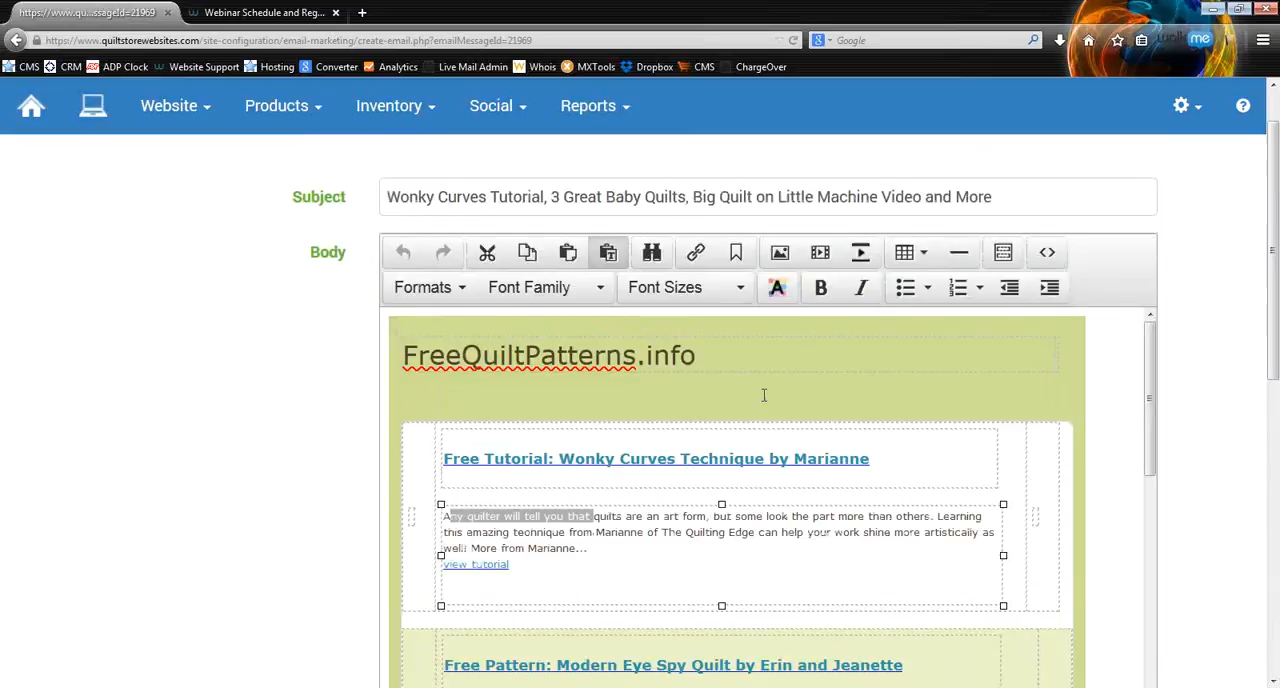 https://www.qu...ssageId=21969
Webinar Schedule and Reg...
https://www.quiltstorewebsites.com/site-configuration/email-marketing/create-email.php?emailMessageId=21969
Google
walkme
CMS CRM ADP Clock Website Support Hosting Converter Analytics Live Mail Admin Whois MXTools Dropbox CMS ChargeOver
Website Products Inventory Social Reports
Subject
Wonky Curves Tutorial, 3 Great Baby Quilts, Big Quilt on Little Machine Video and More
Body
Formats Font Family Font Sizes A B I
FreeQuiltPatterns.info
Free Tutorial: Wonky Curves Technique by Marianne
Any quilter will tell you that quilts are an art form, but some look the part more than others. Learning
this amazing technique from Marianne of The Quilting Edge can help your work shine more artistically as
well! More from Marianne...
view tutorial
Free Pattern: Modern Eye Spy Quilt by Erin and Jeanette